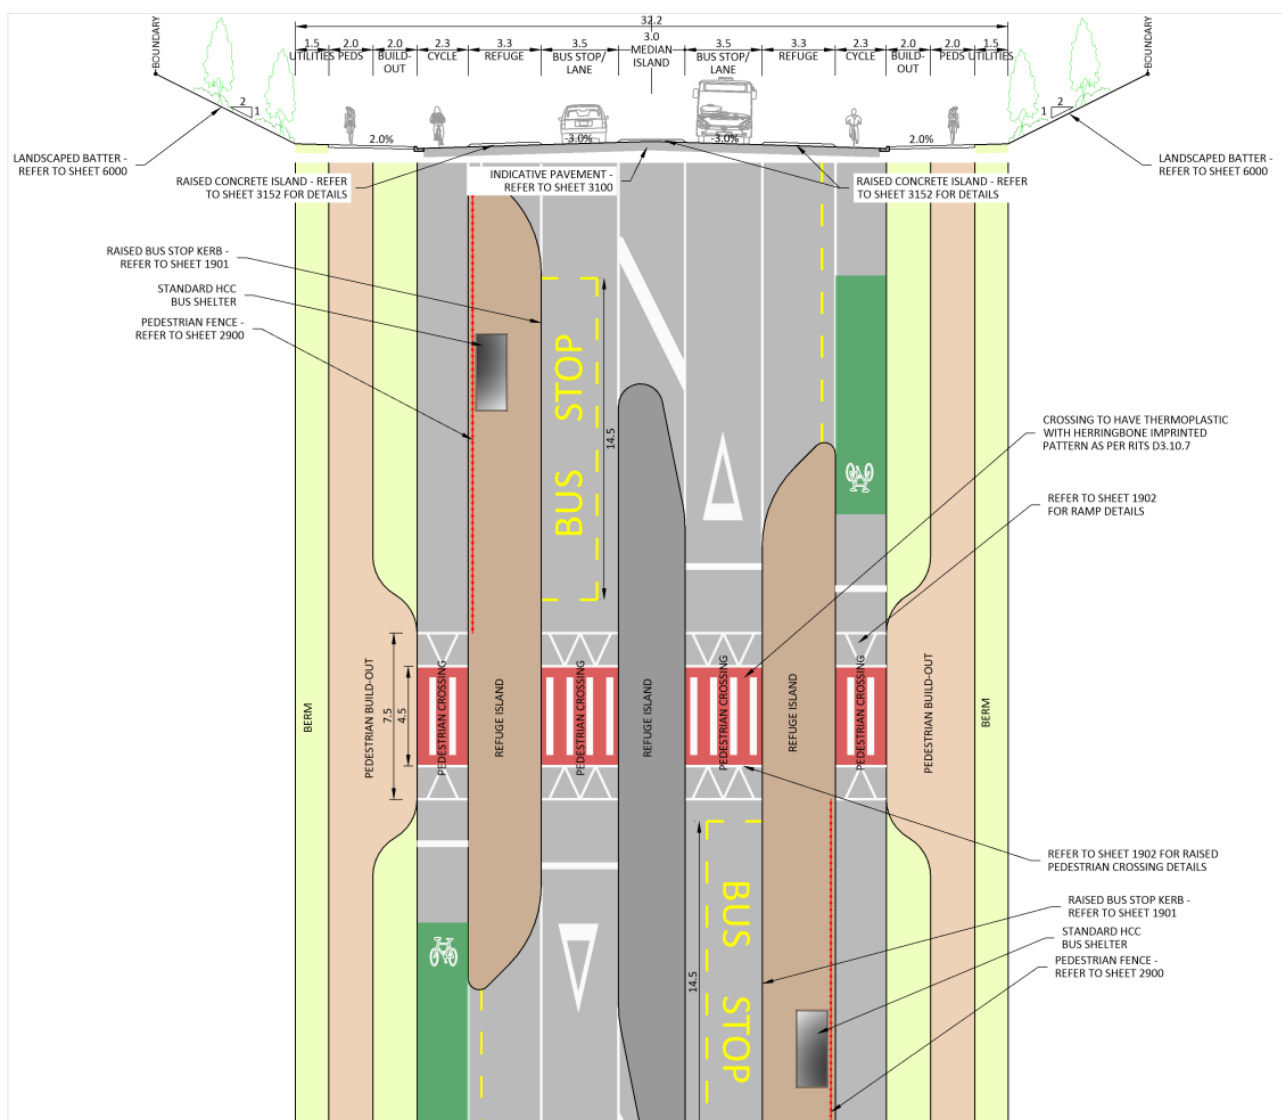 32.2
1.5 2.0 2.0 2.3 3.3 3.5 3.0 3.5 3.3 2.3 2.0 2.0 1.5
UTILITIES PEDS BUILD-OUT CYCLE REFUGE BUS STOP/LANE MEDIAN ISLAND BUS STOP/LANE REFUGE CYCLE BUILD-OUT PEDS UTILITIES
BOUNDARY
BOUNDARY
2
1
2
1
2.0%
-3.0%
-3.0%
2.0%
LANDSCAPED BATTER -
REFER TO SHEET 6000
RAISED CONCRETE ISLAND - REFER
TO SHEET 3152 FOR DETAILS
INDICATIVE PAVEMENT -
REFER TO SHEET 3100
RAISED CONCRETE ISLAND - REFER
TO SHEET 3152 FOR DETAILS
LANDSCAPED BATTER -
REFER TO SHEET 6000
RAISED BUS STOP KERB -
REFER TO SHEET 1901
STANDARD HCC
BUS SHELTER
PEDESTRIAN FENCE -
REFER TO SHEET 2900
BUS STOP
14.5
CROSSING TO HAVE THERMOPLASTIC
WITH HERRINGBONE IMPRINTED
PATTERN AS PER RITS D3.10.7
REFER TO SHEET 1902
FOR RAMP DETAILS
BERM
PEDESTRIAN BUILD-OUT
7.5
4.5
PEDESTRIAN CROSSING
REFUGE ISLAND
PEDESTRIAN CROSSING
REFUGE ISLAND
PEDESTRIAN CROSSING
REFUGE ISLAND
PEDESTRIAN CROSSING
PEDESTRIAN BUILD-OUT
BERM
REFER TO SHEET 1902 FOR RAISED
PEDESTRIAN CROSSING DETAILS
RAISED BUS STOP KERB -
REFER TO SHEET 1901
STANDARD HCC
BUS SHELTER
PEDESTRIAN FENCE -
REFER TO SHEET 2900
14.5
BUS STOP